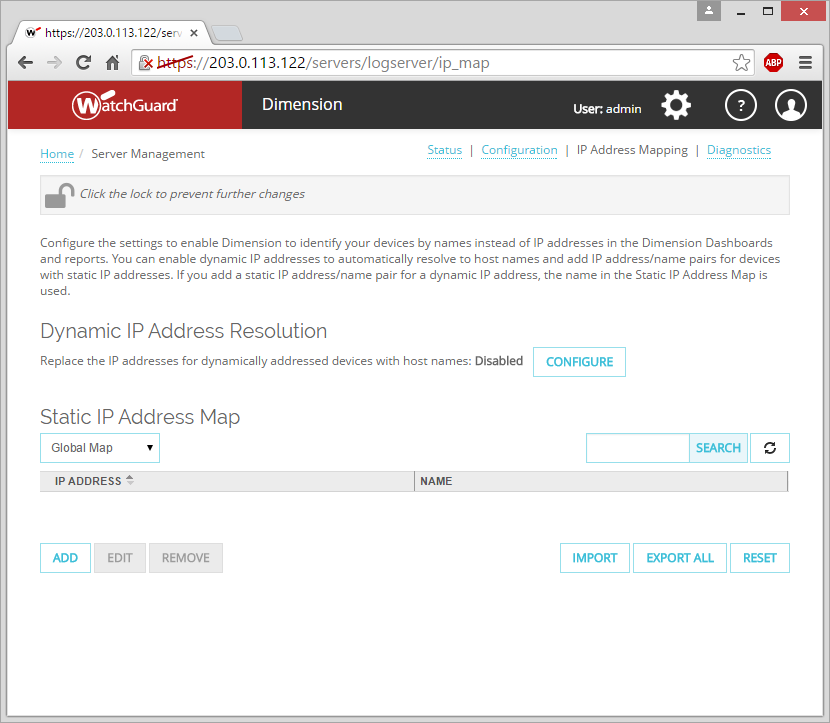 https://203.0.113.122/serv
https://203.0.113.122/servers/logserver/ip_map
ABP
WatchGuard
Dimension
User: admin
?
Home / Server Management
Status | Configuration | IP Address Mapping | Diagnostics
Click the lock to prevent further changes
Configure the settings to enable Dimension to identify your devices by names instead of IP addresses in the Dimension Dashboards
and reports. You can enable dynamic IP addresses to automatically resolve to host names and add IP address/name pairs for devices
with static IP addresses. If you add a static IP address/name pair for a dynamic IP address, the name in the Static IP Address Map is
used.
Dynamic IP Address Resolution
Replace the IP addresses for dynamically addressed devices with host names: Disabled
CONFIGURE
Static IP Address Map
Global Map
SEARCH
IP ADDRESS
NAME
ADD
EDIT
REMOVE
IMPORT
EXPORT ALL
RESET